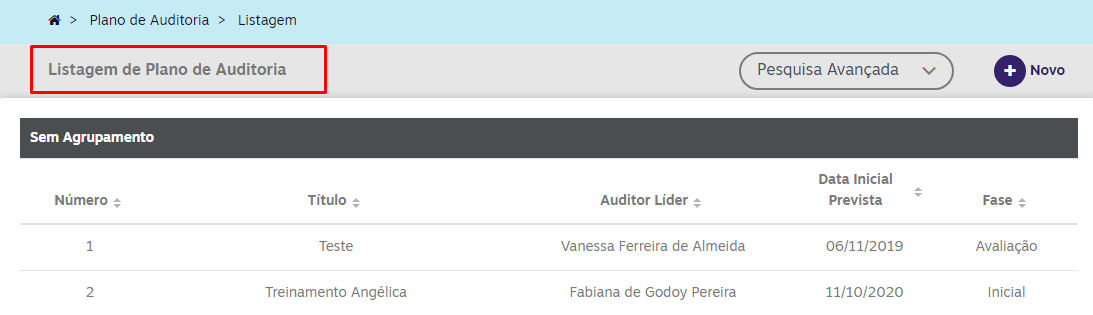 > Plano de Auditoria > Listagem
Listagem de Plano de Auditoria Pesquisa Avançada Novo
Sem Agrupamento
Número Título Auditor Líder Data Inicial Prevista Fase
1 Teste Vanessa Ferreira de Almeida 06/11/2019 Avaliação
2 Treinamento Angélica Fabiana de Godoy Pereira 11/10/2020 Inicial